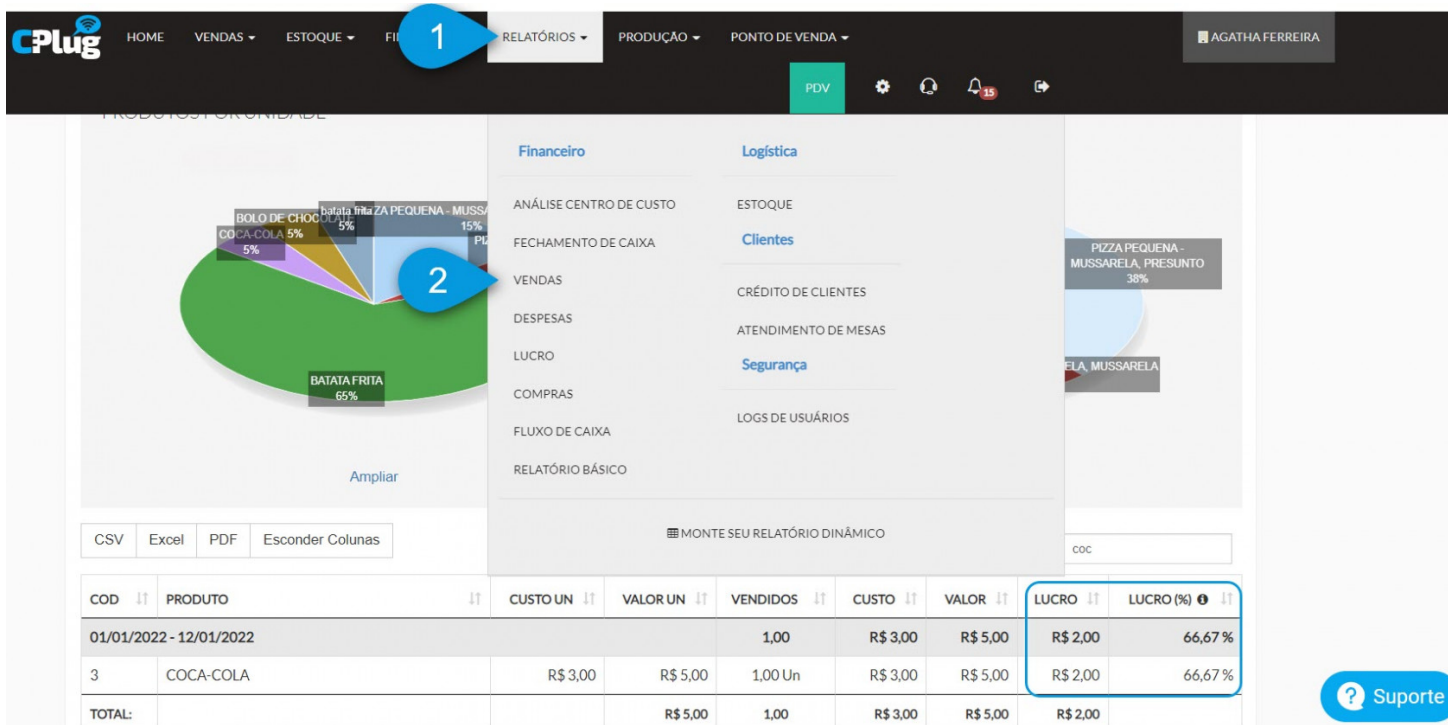 CPlug
HOME VENDAS ESTOQUE FI 1 RELATÓRIOS PRODUÇÃO PONTO DE VENDA AGATHA FERREIRA
PDV 15
PRODUTOS POR UNIDADE
Financeiro Logística
ANÁLISE CENTRO DE CUSTO ESTOQUE
FECHAMENTO DE CAIXA Clientes
2 VENDAS CRÉDITO DE CLIENTES
DESPESAS ATENDIMENTO DE MESAS
LUCRO Segurança
COMPRAS LOGS DE USUÁRIOS
FLUXO DE CAIXA
RELATÓRIO BÁSICO
MONTE SEU RELATÓRIO DINÂMICO
COCA-COLA
5%
BOLO DE CHOCOLATE
5%
batata frita
5%
ZA PEQUENA - MUSSA
15%
PIZ
BATATA FRITA
65%
PIZZA PEQUENA -
MUSSARELA, PRESUNTO
38%
ELA, MUSSARELA
Ampliar
CSV Excel PDF Esconder Colunas coc
COD PRODUTO CUSTO UN VALOR UN VENDIDOS CUSTO VALOR LUCRO LUCRO (%)
01/01/2022 - 12/01/2022 1,00 R$ 3,00 R$ 5,00 R$ 2,00 66,67 %
3 COCA-COLA R$ 3,00 R$ 5,00 1,00 Un R$ 3,00 R$ 5,00 R$ 2,00 66,67 %
TOTAL: R$ 5,00 1,00 R$ 3,00 R$ 5,00 R$ 2,00
? Suporte